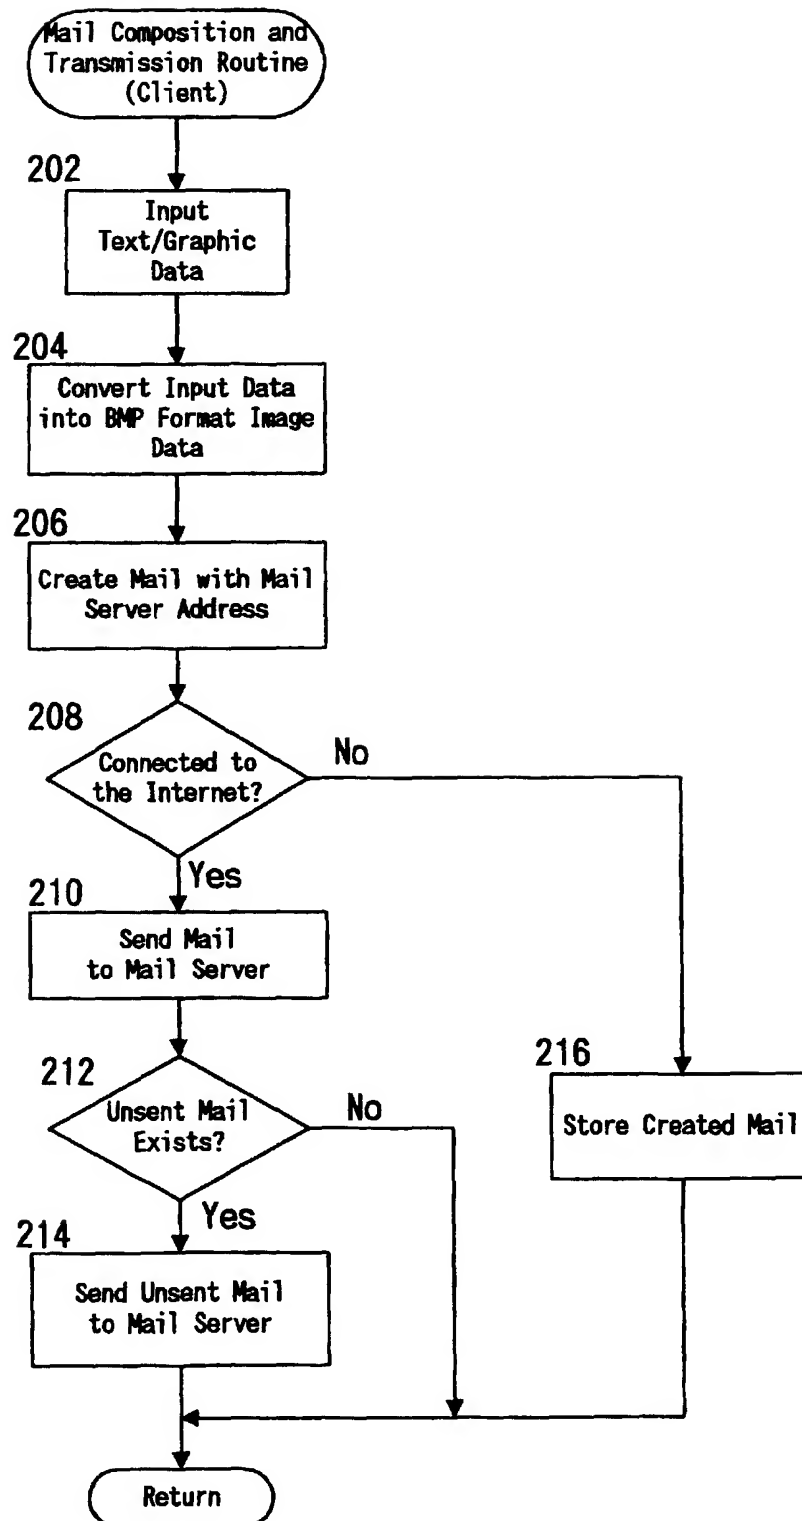 Mail Composition and
Transmission Routine
(Client)
202
Input
Text/Graphic
Data
204
Convert Input Data
into BMP Format Image
Data
206
Create Mail with Mail
Server Address
208
Connected to
the Internet?
No
Yes
210
Send Mail
to Mail Server
212
Unsent Mail
Exists?
No
216
Store Created Mail
Yes
214
Send Unsent Mail
to Mail Server
Return